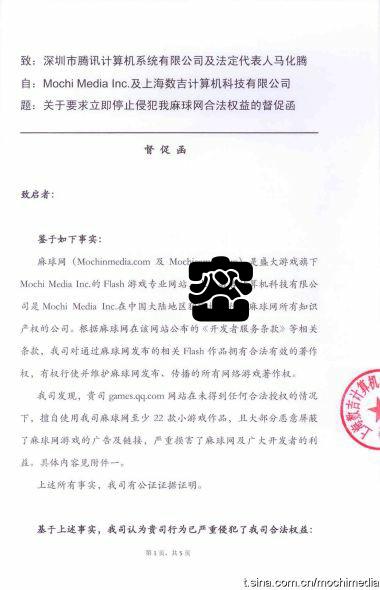 致：深圳市腾讯计算机系统有限公司及法定代表人马化腾
自：Mochi Media Inc.及上海数吉计算机科技有限公司
题：关于要求立即停止侵犯我麻球网合法权益的督促函
督 促 函
致启者：
鉴于如下事实：
麻球网（Mochinmedia.com 及 Mochi 是盛大游戏旗下
Mochi Media Inc.的 Flash 游戏专业网站 算机科技有限公
司是 Mochi Media Inc.在中国大陆地区 麻球网所有知识
产权的公司。根据麻球网在该网站公布的《开发者服务条款》等相关
条款，我司对通过麻球网发布的相关 Flash 作品拥有合法有效的著作
权，有权行使并维护麻球网发布、传播的所有网络游戏著作权。
我司发现，贵司 games.qq.com 网站在未得到任何合法授权的情况
下，擅自使用我司麻球网至少 22 款小游戏作品，且大部分恶意屏蔽
了麻球网游戏的广告及链接，严重损害了麻球网及广大开发者的利
益。具体内容见附件一。
上述所有事实，我司有公证证据证明。
基于上述事实，我司认为贵司行为已严重侵犯了我司合法权益：
第 1 页，共 5 页
上海数吉计算机
t.sina.com.cn/mochimedia